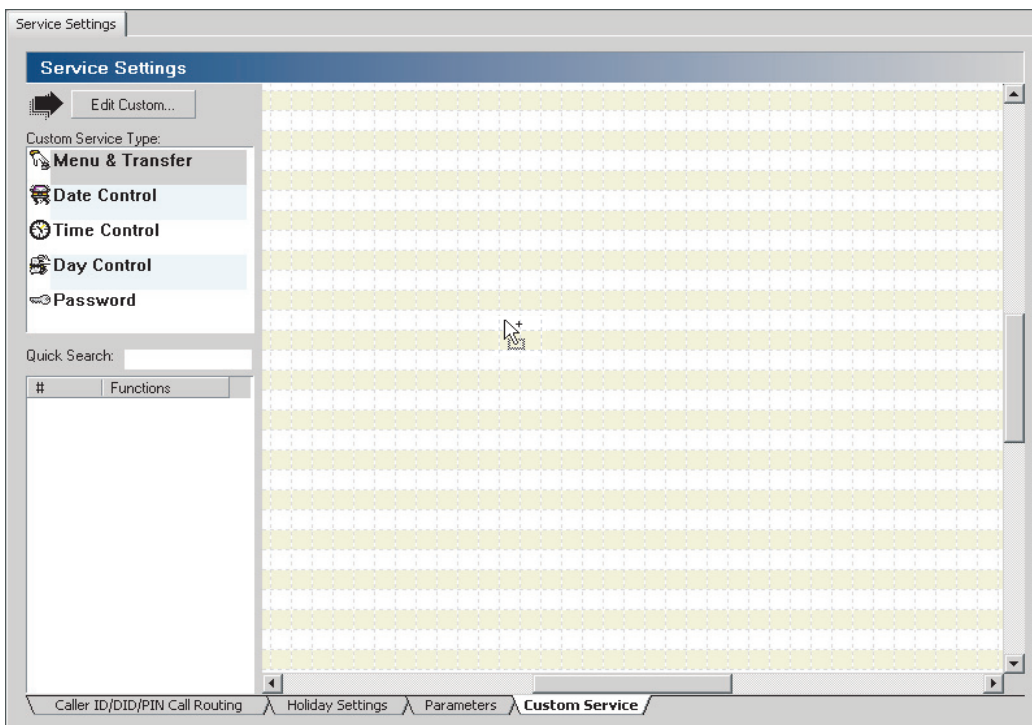 Service Settings
Service Settings
Edit Custom...
Custom Service Type:
Menu & Transfer
Date Control
Time Control
Day Control
Password
Quick Search:
# Functions
Caller ID/DID/PIN Call Routing Holiday Settings Parameters Custom Service